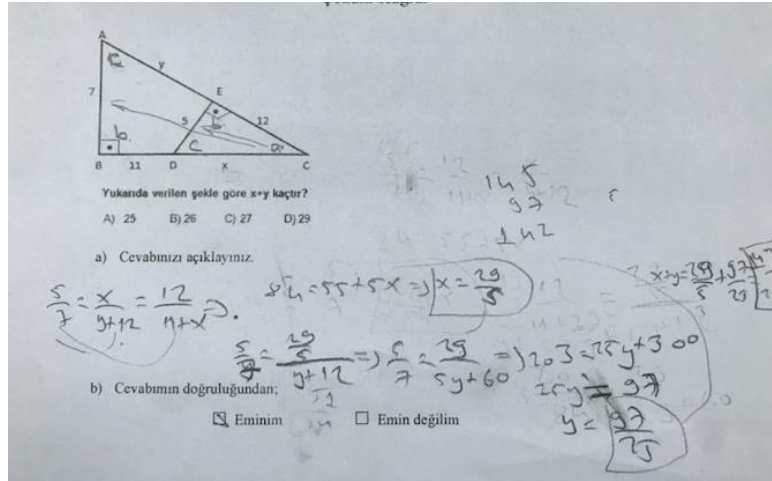 A
y
7
E
5
12
b
c
B 11 D x C
Yukarıda verilen şekle göre x+y kaçtır?
A) 25 B) 26 C) 27 D) 29
145
97
142
a) Cevabınızı açıklayınız.
5/7 = x/y+12 = 12/11+x ⇒
84=55+5x ⇒ x=29/5
x+y=29/5+97/25
5/7 = 29/5/y+12 ⇒ 5/7 = 29/5y+60 ⇒ 203=25y+300
25y = 97
y= 97/25
b) Cevabımın doğruluğundan;
Eminim Emin değilim